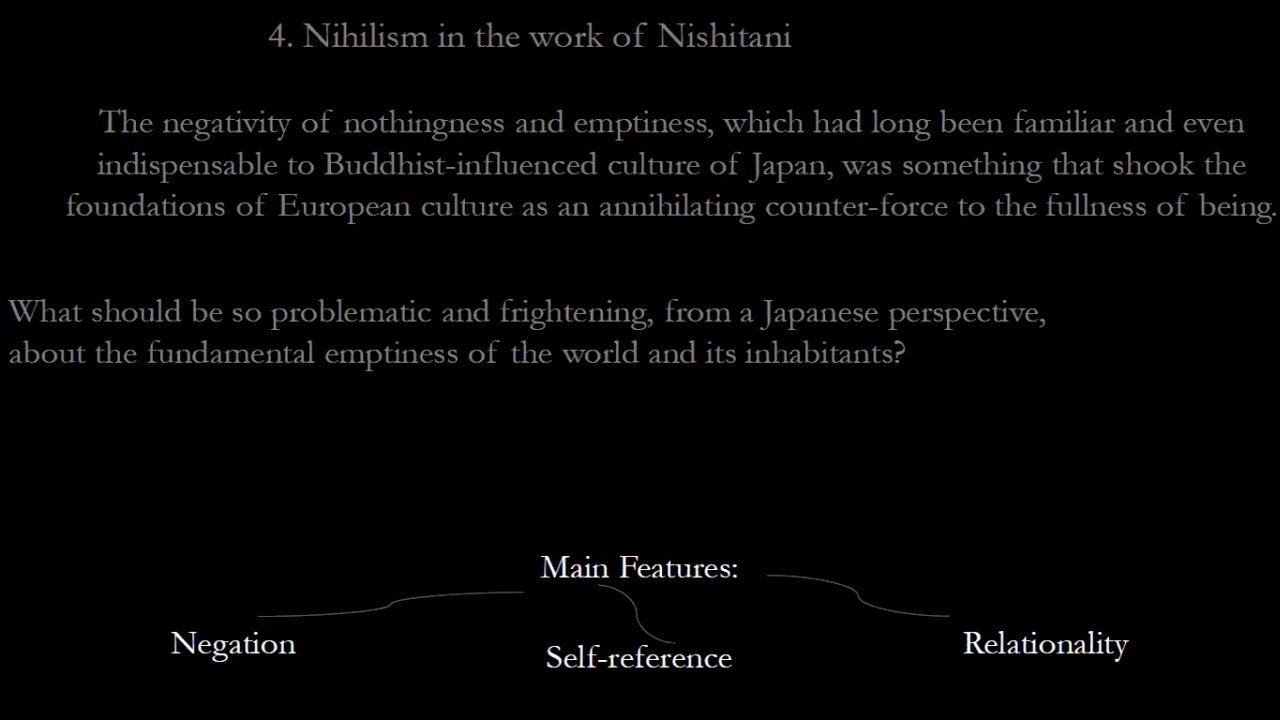 4. Nihilism in the work of Nishitani
The negativity of nothingness and emptiness, which had long been familiar and even
indispensable to Buddhist-influenced culture of Japan, was something that shook the
foundations of European culture as an annihilating counter-force to the fullness of being.
What should be so problematic and frightening, from a Japanese perspective,
about the fundamental emptiness of the world and its inhabitants?
Main Features:
Negation
Self-reference
Relationality